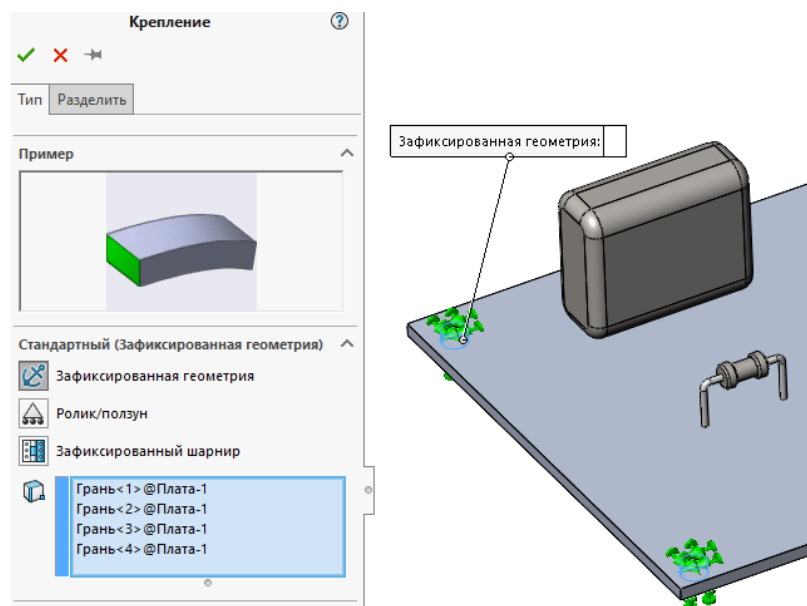 Крепление
Тип
Разделить
Пример
Стандартный (Зафиксированная геометрия)
Зафиксированная геометрия
Ролик/ползун
Зафиксированный шарнир
Грань<1>@Плата-1
Грань<2>@Плата-1
Грань<3>@Плата-1
Грань<4>@Плата-1
Зафиксированная геометрия: